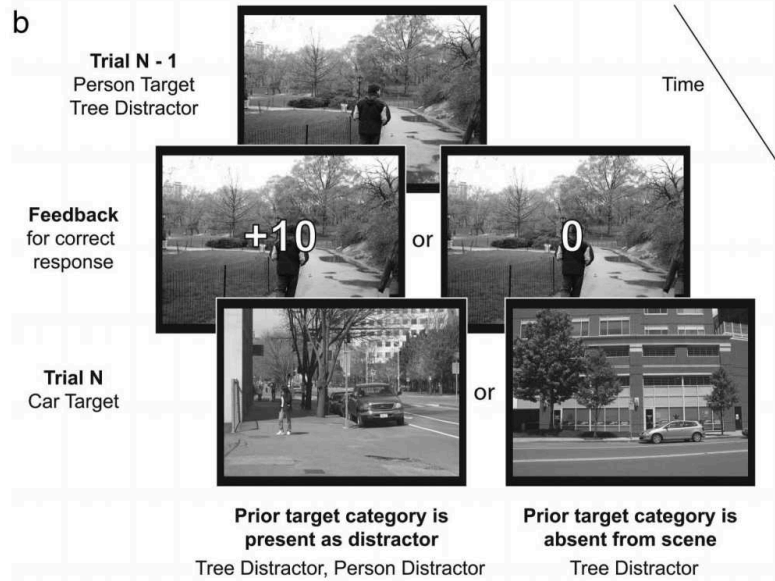 b
Trial N - 1
Person Target
Tree Distractor
Time
Feedback
for correct
response
+10
or
0
Trial N
Car Target
or
Prior target category is
present as distractor
Tree Distractor, Person Distractor
Prior target category is
absent from scene
Tree Distractor